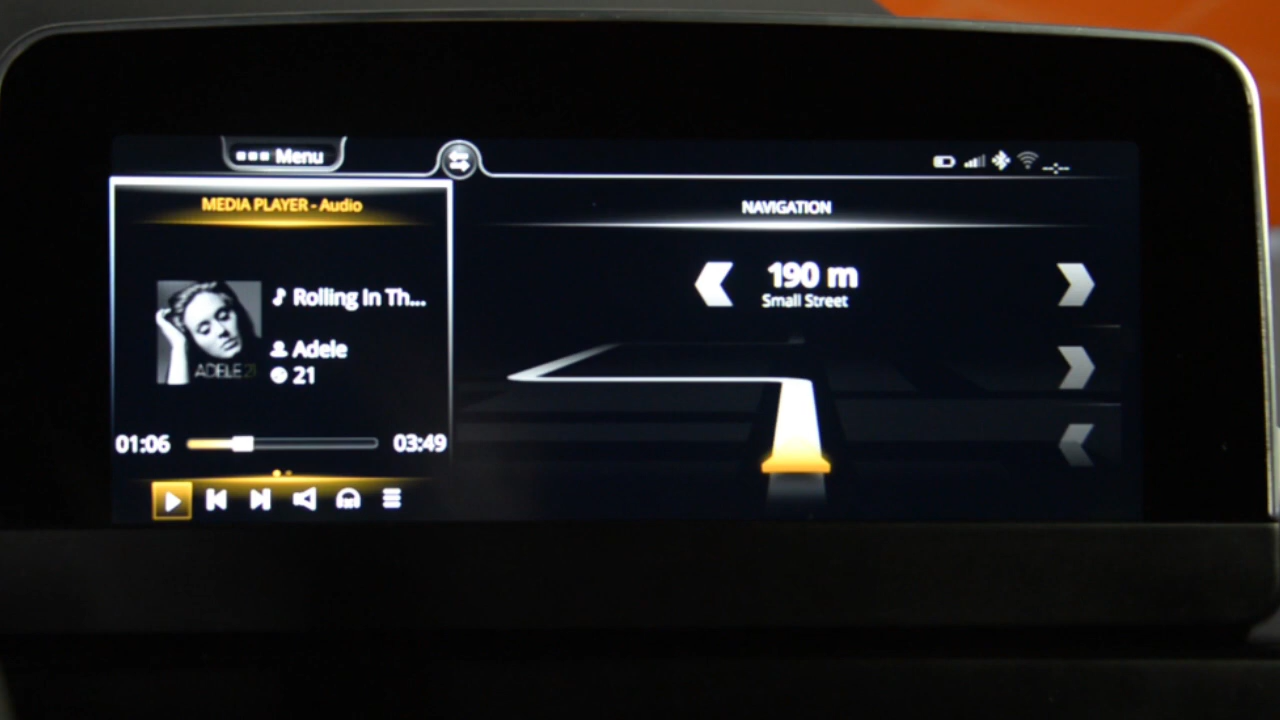 Menu
MEDIA PLAYER - Audio
NAVIGATION
190 m
Small Street
Rolling In Th...
Adele
21
ADELE 21
01:06
03:49